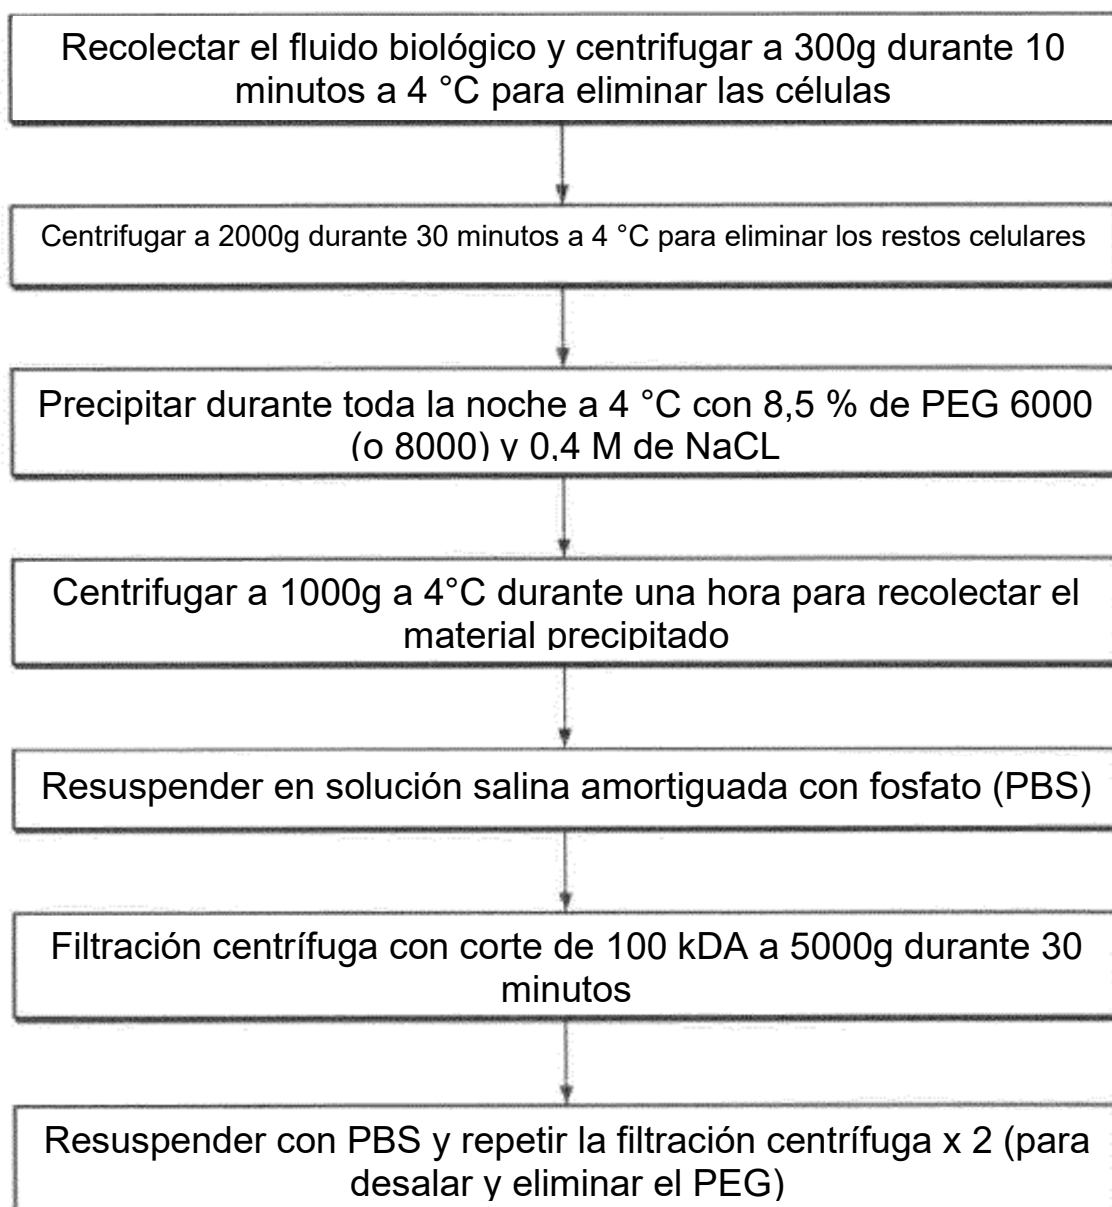 Recolectar el fluido biológico y centrifugar a 300g durante 10
minutos a 4 °C para eliminar las células
Centrifugar a 2000g durante 30 minutos a 4 °C para eliminar los restos celulares
Precipitar durante toda la noche a 4 °C con 8,5 % de PEG 6000
(o 8000) y 0,4 M de NaCL
Centrifugar a 1000g a 4°C durante una hora para recolectar el
material precipitado
Resuspender en solución salina amortiguada con fosfato (PBS)
Filtración centrífuga con corte de 100 kDA a 5000g durante 30
minutos
Resuspender con PBS y repetir la filtración centrífuga x 2 (para
desalar y eliminar el PEG)